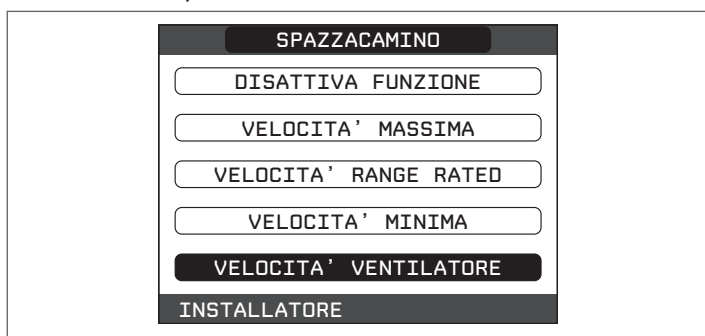 SPAZZACAMINO
DISATTIVA FUNZIONE
VELOCITA’ MASSIMA
VELOCITA’ RANGE RATED
VELOCITA’ MINIMA
VELOCITA’ VENTILATORE
INSTALLATORE